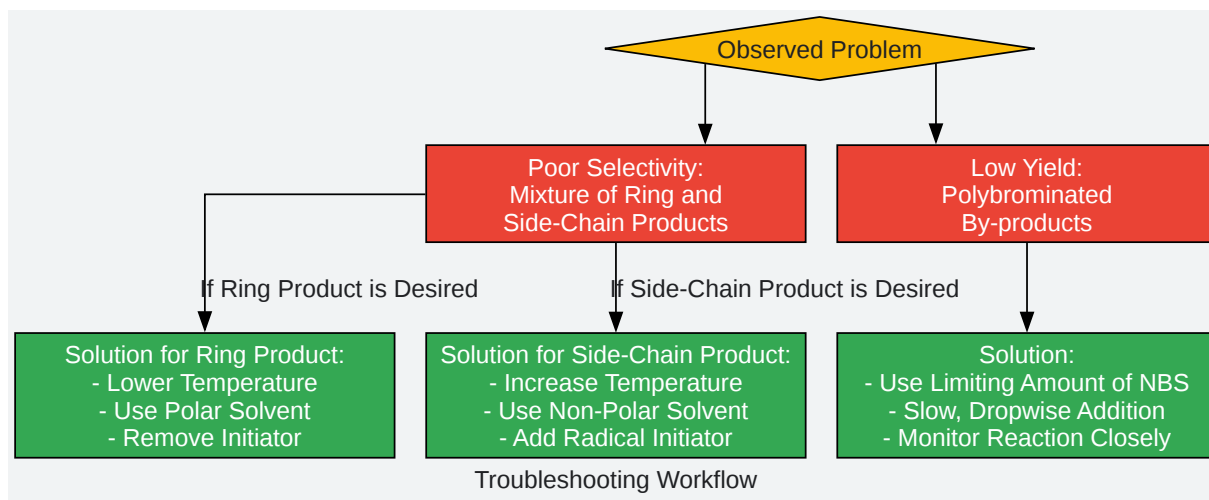 Observed Problem
Poor Selectivity:
Mixture of Ring and
Side-Chain Products
Low Yield:
Polybrominated
By-products
If Ring Product is Desired
If Side-Chain Product is Desired
Solution for Ring Product:
- Lower Temperature
- Use Polar Solvent
- Remove Initiator
Solution for Side-Chain Product:
- Increase Temperature
- Use Non-Polar Solvent
- Add Radical Initiator
Solution:
- Use Limiting Amount of NBS
- Slow, Dropwise Addition
- Monitor Reaction Closely
Troubleshooting Workflow